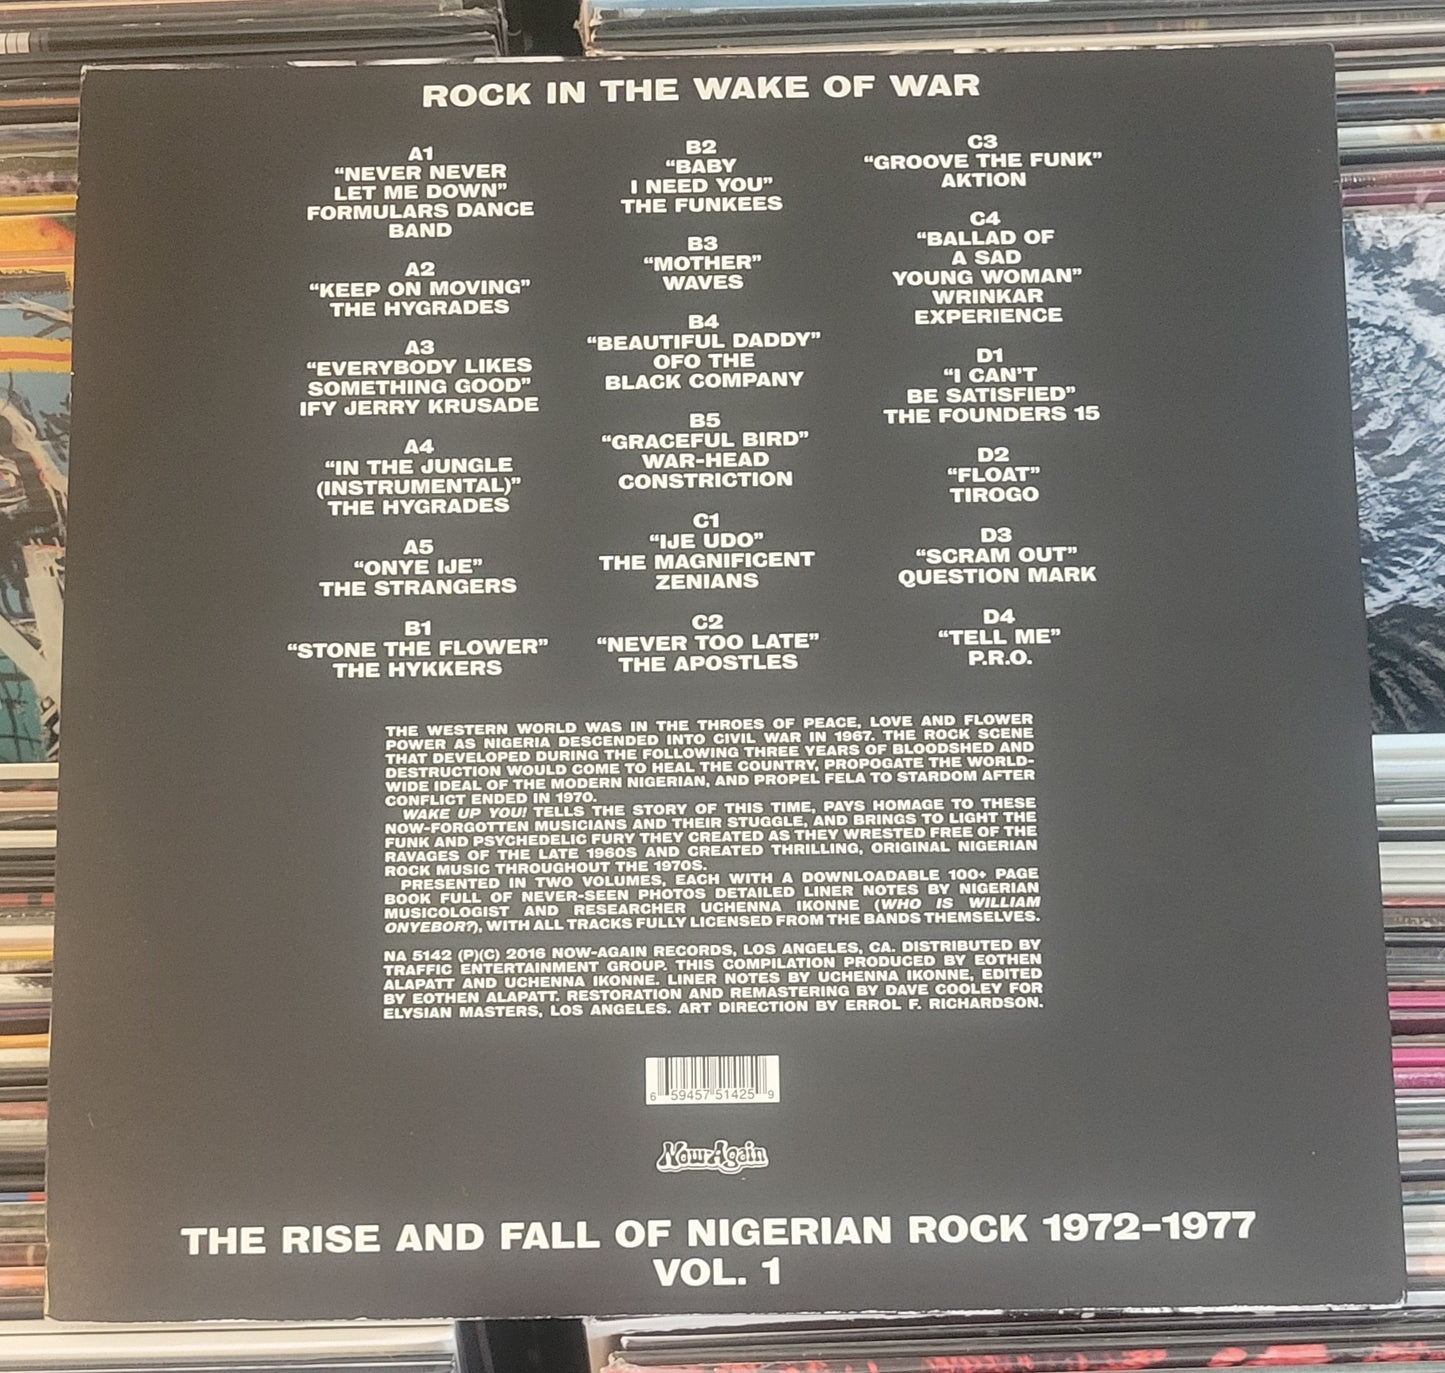 ROCK IN THE WAKE OF WAR
A1
“NEVER NEVER
LET ME DOWN”
FORMULARS DANCE
BAND
A2
“KEEP ON MOVING”
THE HYGRADES
A3
“EVERYBODY LIKES
SOMETHING GOOD”
IFY JERRY KRUSADE
A4
“IN THE JUNGLE
(INSTRUMENTAL)”
THE HYGRADES
A5
“ONYE IJE”
THE STRANGERS
B1
“STONE THE FLOWER”
THE HYKKERS
B2
“BABY
I NEED YOU”
THE FUNKEES
B3
“MOTHER”
WAVES
B4
“BEAUTIFUL DADDY”
OFO THE
BLACK COMPANY
B5
“GRACEFUL BIRD”
WAR-HEAD
CONSTRICTION
C1
“IJE UDO”
THE MAGNIFICENT
ZENIANS
C2
“NEVER TOO LATE”
THE APOSTLES
C3
“GROOVE THE FUNK”
AKTION
C4
“BALLAD OF
A SAD
YOUNG WOMAN”
WRINKAR
EXPERIENCE
D1
“I CAN’T
BE SATISFIED”
THE FOUNDERS 15
D2
“FLOAT”
TIROGO
D3
“SCRAM OUT”
QUESTION MARK
D4
“TELL ME”
P.R.O.
THE WESTERN WORLD WAS IN THE THROES OF PEACE, LOVE AND FLOWER
POWER AS NIGERIA DESCENDED INTO CIVIL WAR IN 1967. THE ROCK SCENE
THAT DEVELOPED DURING THE FOLLOWING THREE YEARS OF BLOODSHED AND
DESTRUCTION WOULD COME TO HEAL THE COUNTRY, PROPOGATE THE WORLD-
WIDE IDEAL OF THE MODERN NIGERIAN, AND PROPEL FELA TO STARDOM AFTER
CONFLICT ENDED IN 1970.
WAKE UP YOU! TELLS THE STORY OF THIS TIME, PAYS HOMAGE TO THESE
NOW-FORGOTTEN MUSICIANS AND THEIR STUGGLE, AND BRINGS TO LIGHT THE
FUNK AND PSYCHEDELIC FURY THEY CREATED AS THEY WRESTED FREE OF THE
RAVAGES OF THE LATE 1960S AND CREATED THRILLING, ORIGINAL NIGERIAN
ROCK MUSIC THROUGHOUT THE 1970S.
PRESENTED IN TWO VOLUMES, EACH WITH A DOWNLOADABLE 100+ PAGE
BOOK FULL OF NEVER-SEEN PHOTOS DETAILED LINER NOTES BY NIGERIAN
MUSICOLOGIST AND RESEARCHER UCHENNA IKONNE (WHO IS WILLIAM
ONYEBOR?), WITH ALL TRACKS FULLY LICENSED FROM THE BANDS THEMSELVES.
NA 5142 (P)(C) 2016 NOW-AGAIN RECORDS, LOS ANGELES, CA. DISTRIBUTED BY
TRAFFIC ENTERTAINMENT GROUP. THIS COMPILATION PRODUCED BY EOTHEN
ALAPATT AND UCHENNA IKONNE. LINER NOTES BY UCHENNA IKONNE, EDITED
BY EOTHEN ALAPATT. RESTORATION AND REMASTERING BY DAVE COOLEY FOR
ELYSIAN MASTERS, LOS ANGELES. ART DIRECTION BY ERROL F. RICHARDSON.
6 59457 51425 9
Now-Again
THE RISE AND FALL OF NIGERIAN ROCK 1972-1977
VOL. 1